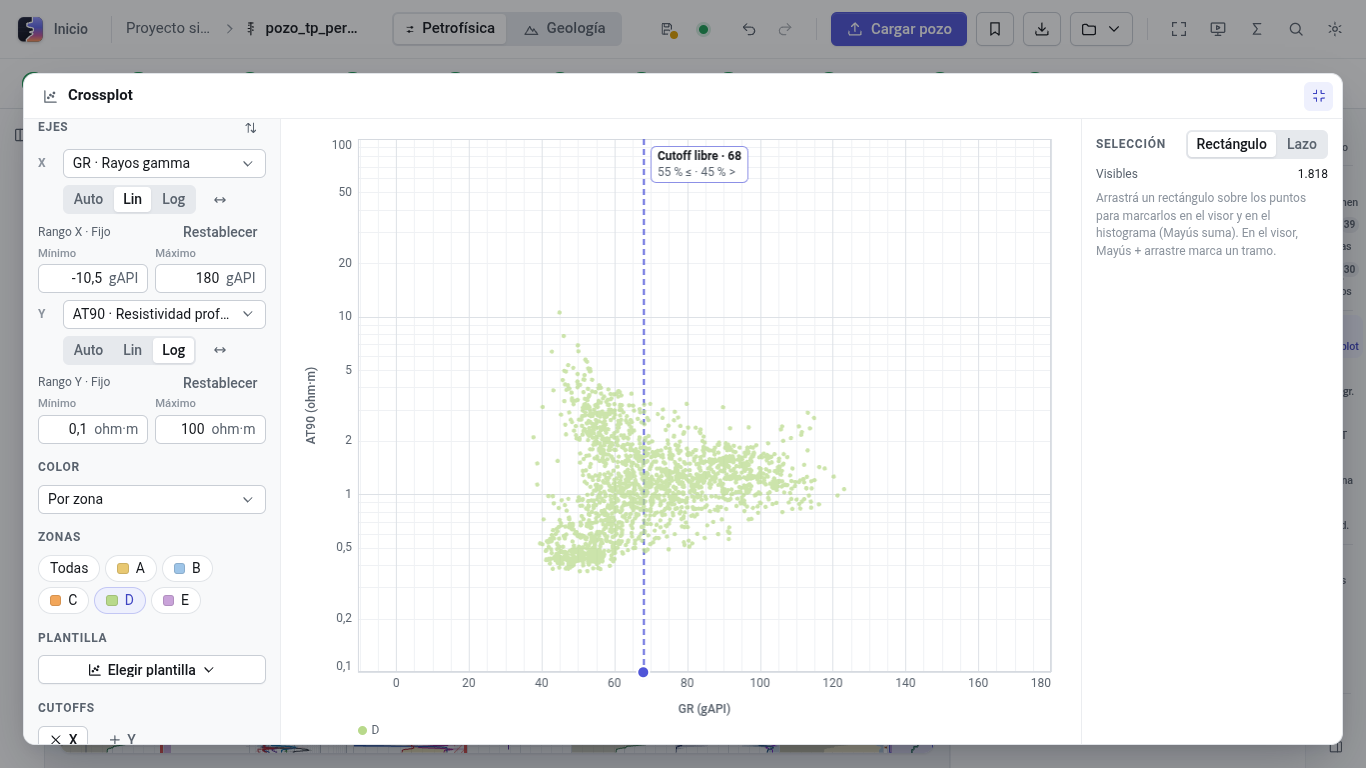 Inicio
Proyecto si...
pozo_tp_per...
Petrofísica
Geología
Cargar pozo
Crossplot
EJES
X
GR · Rayos gamma
Auto
Lin
Log
Rango X · Fijo
Restablecer
Mínimo
Máximo
-10,5 gAPI
180 gAPI
Y
AT90 · Resistividad prof...
Auto
Lin
Log
Rango Y · Fijo
Restablecer
Mínimo
Máximo
0,1 ohm·m
100 ohm·m
COLOR
Por zona
ZONAS
Todas
A
B
C
D
E
PLANTILLA
Elegir plantilla
CUTOFFS
X
Y
Cutoff libre · 68
55 % ≤ · 45 % >
100
50
20
10
5
2
1
0,5
0,2
0,1
AT90 (ohm·m)
0
20
40
60
80
100
120
140
160
180
GR (gAPI)
D
SELECCIÓN
Rectángulo
Lazo
Visibles
1.818
Arrastrá un rectángulo sobre los puntos
para marcarlos en el visor y en el
histograma (Mayús suma). En el visor,
Mayús + arrastre marca un tramo.